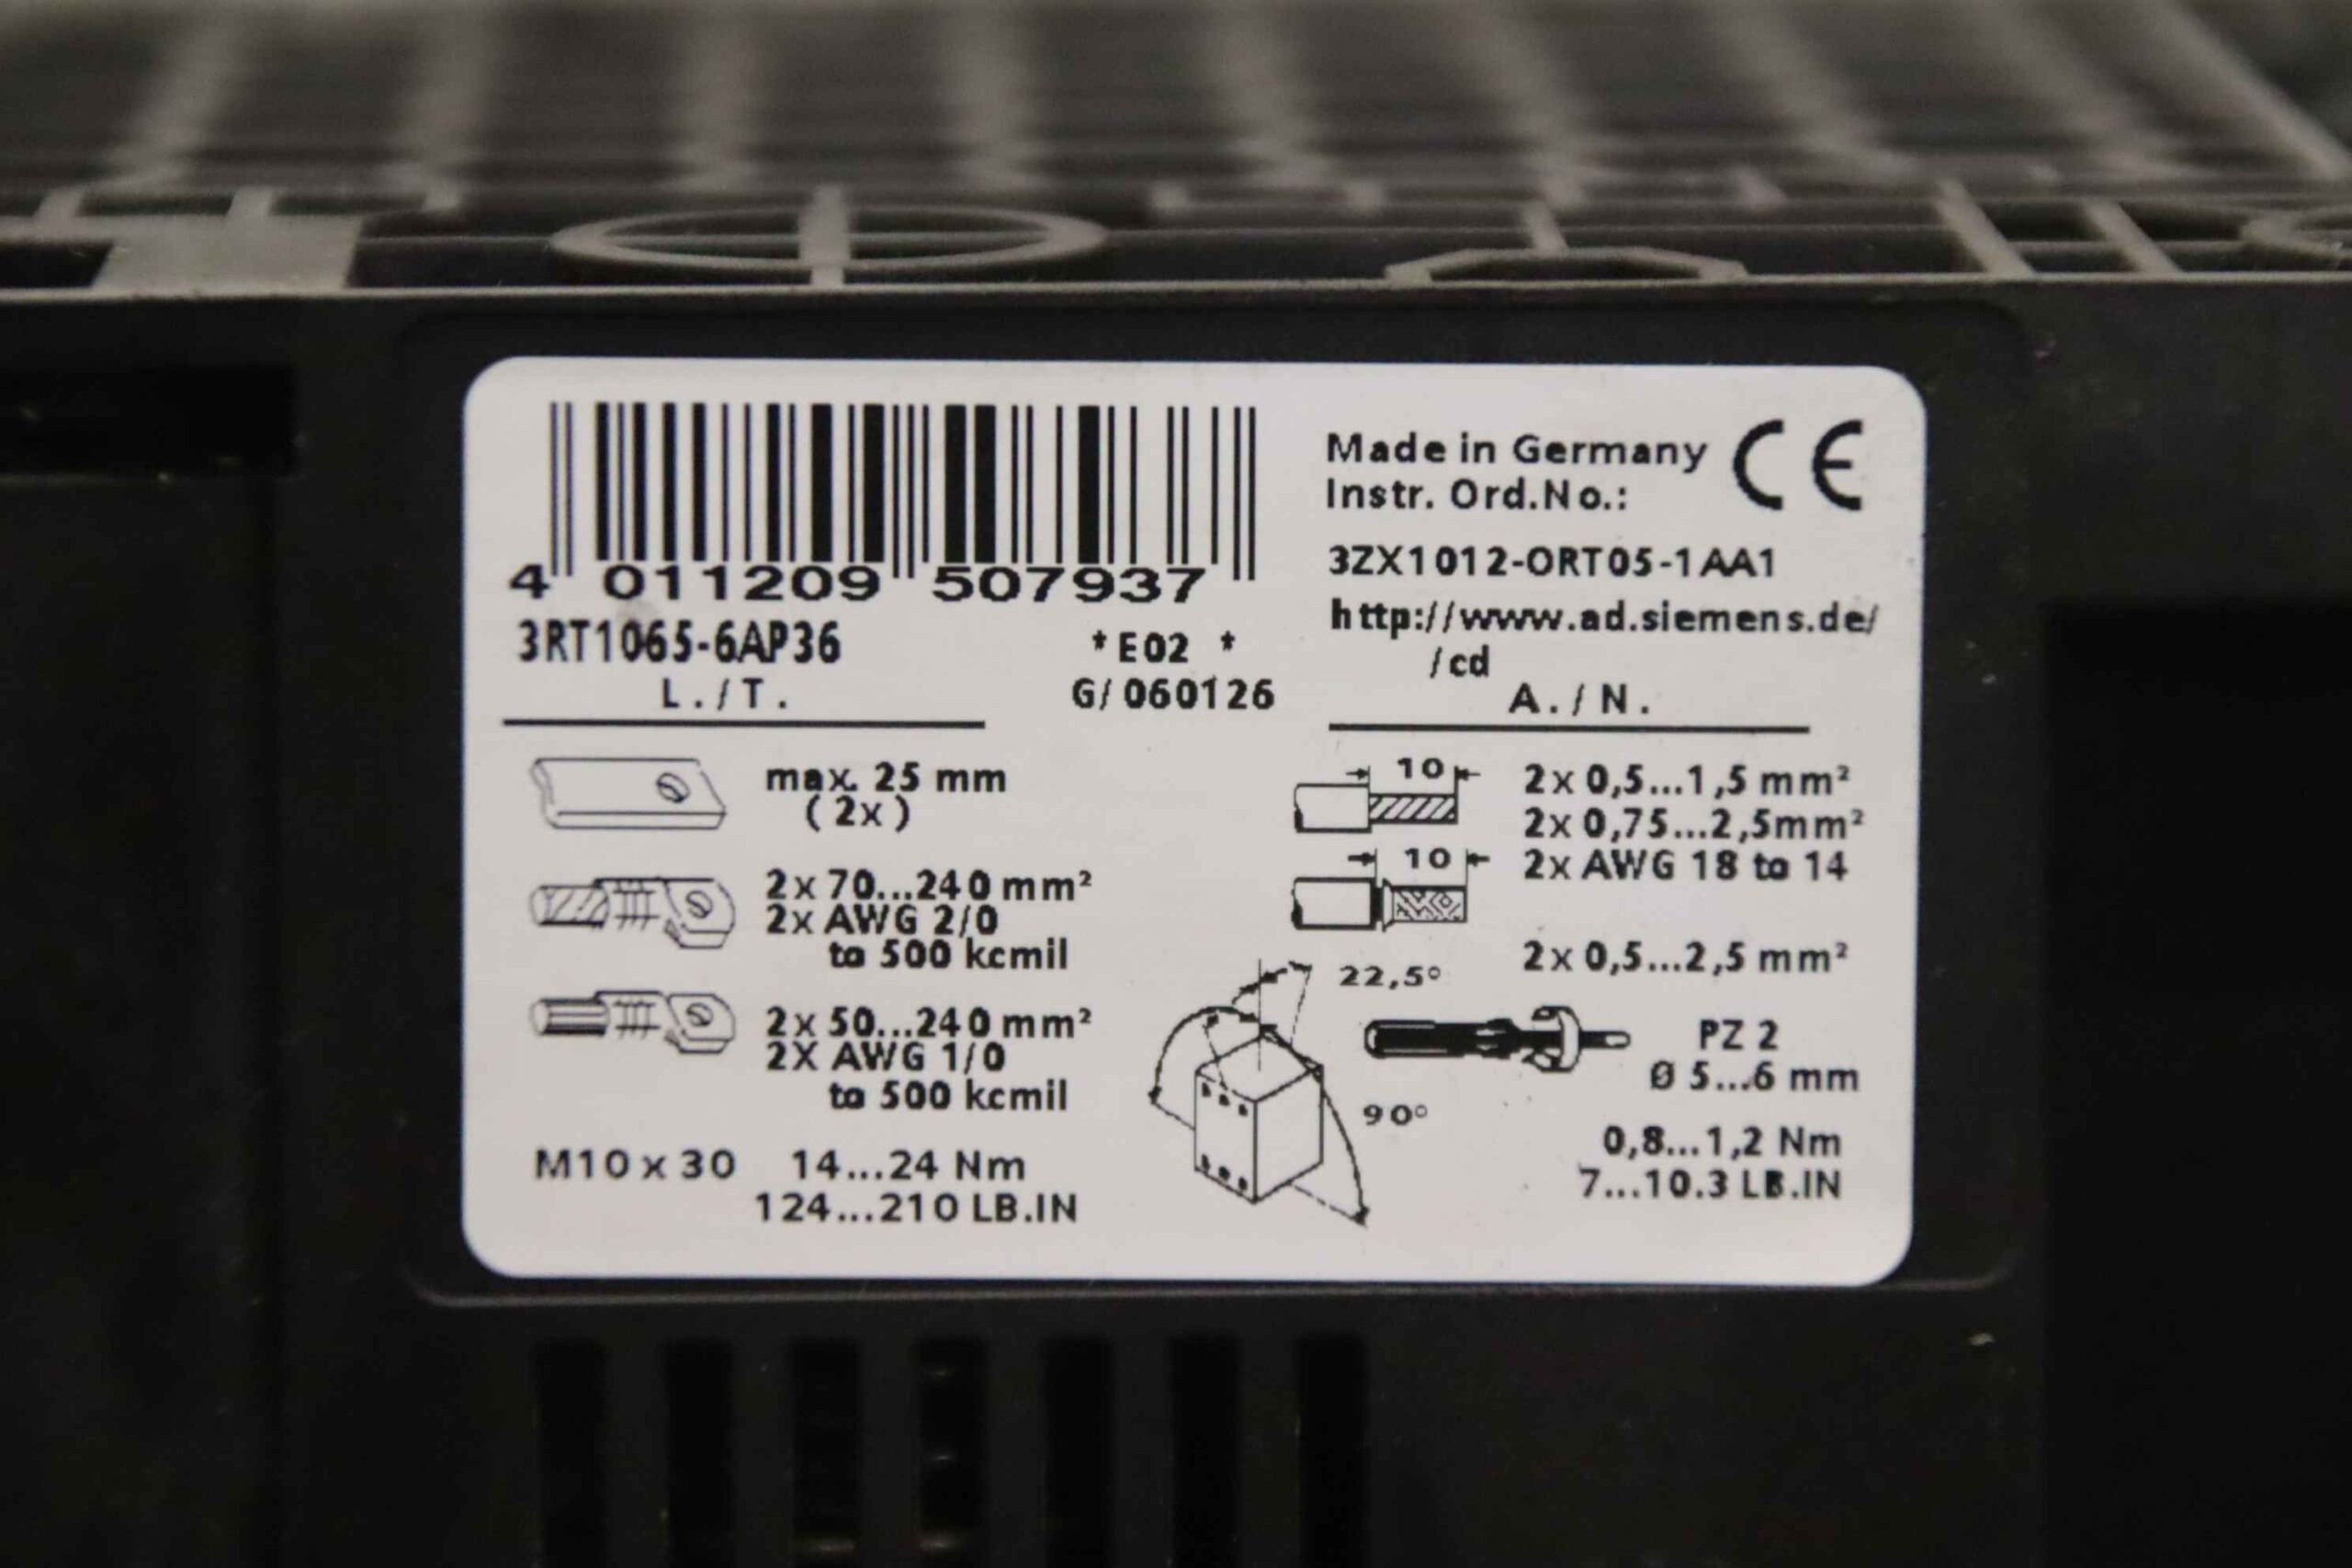 Made in Germany CE
Instr. Ord.No.:
3ZX1012-ORT05-1AA1
http://www.ad.siemens.de/
/cd
4 011209 507937
3RT1065-6AP36
*E02 *
G/060126
L./T.
max. 25 mm
(2x)
2x 70...240 mm²
2x AWG 2/0
to 500 kcmil
2x 50...240 mm²
2X AWG 1/0
to 500 kcmil
M10 x 30 14...24 Nm
124...210 LB.IN
A./N.
10
2x 0,5...1,5 mm²
2x 0,75...2,5mm²
10
2x AWG 18 to 14
2x 0,5...2,5 mm²
22,5°
90°
PZ 2
Ø 5...6 mm
0,8...1,2 Nm
7...10.3 LB.IN